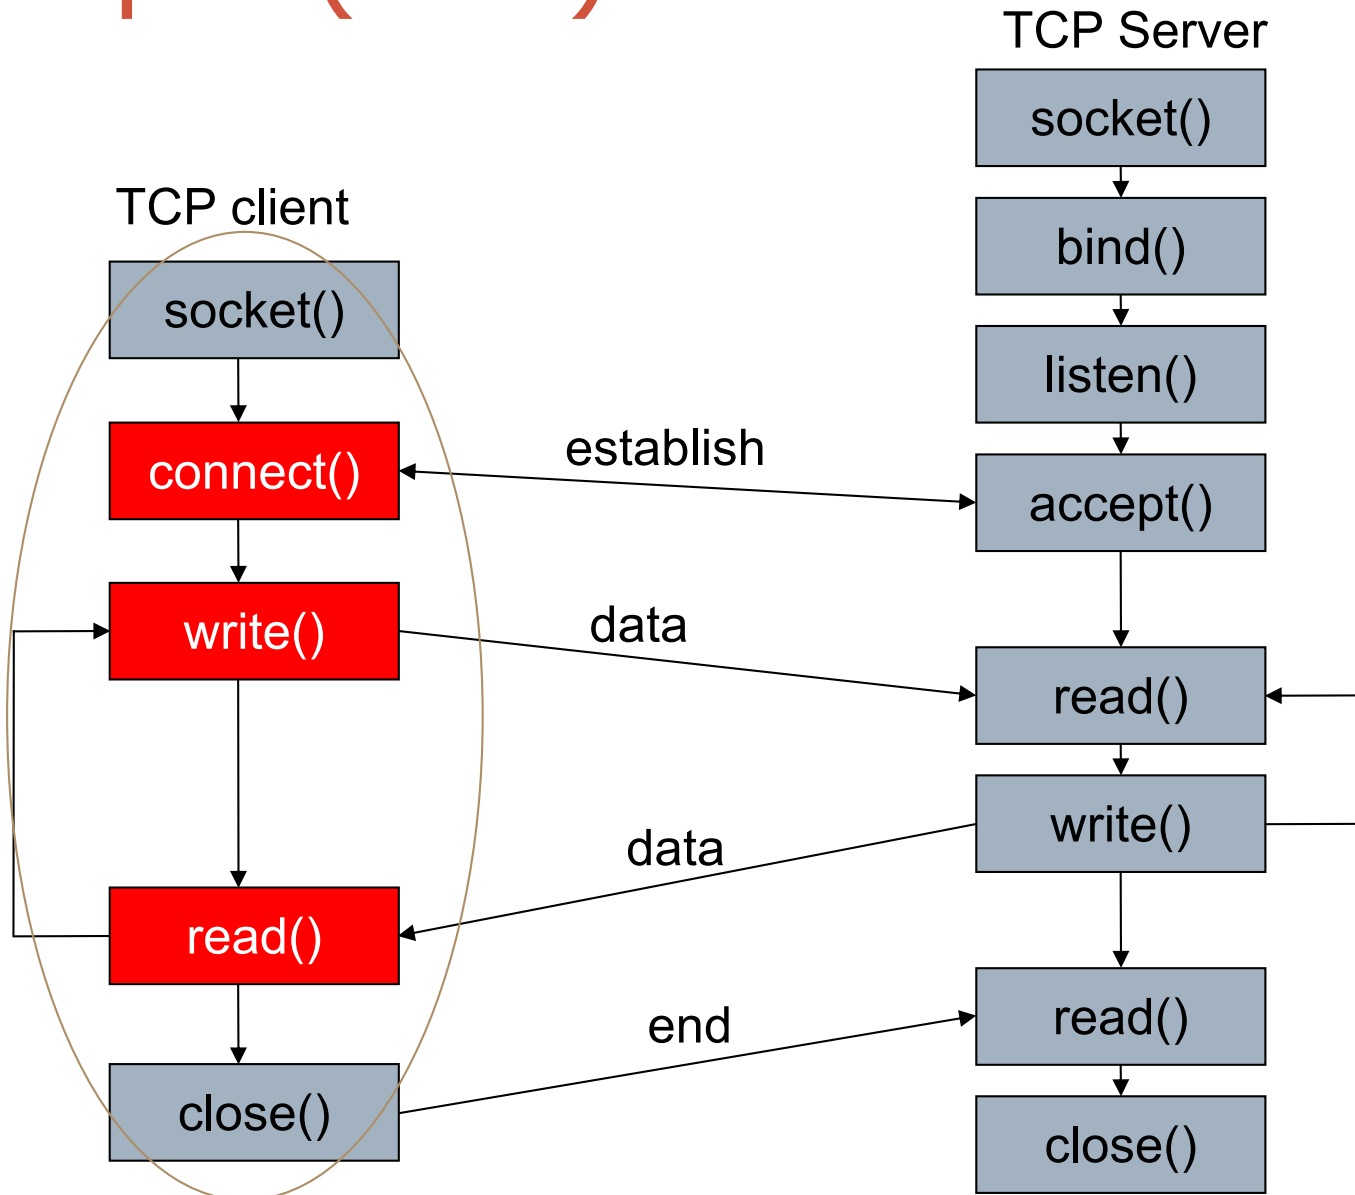 TCP Server
socket()
bind()
listen()
accept()
read()
write()
read()
close()
TCP client
socket()
connect()
write()
read()
close()
establish
data
data
end